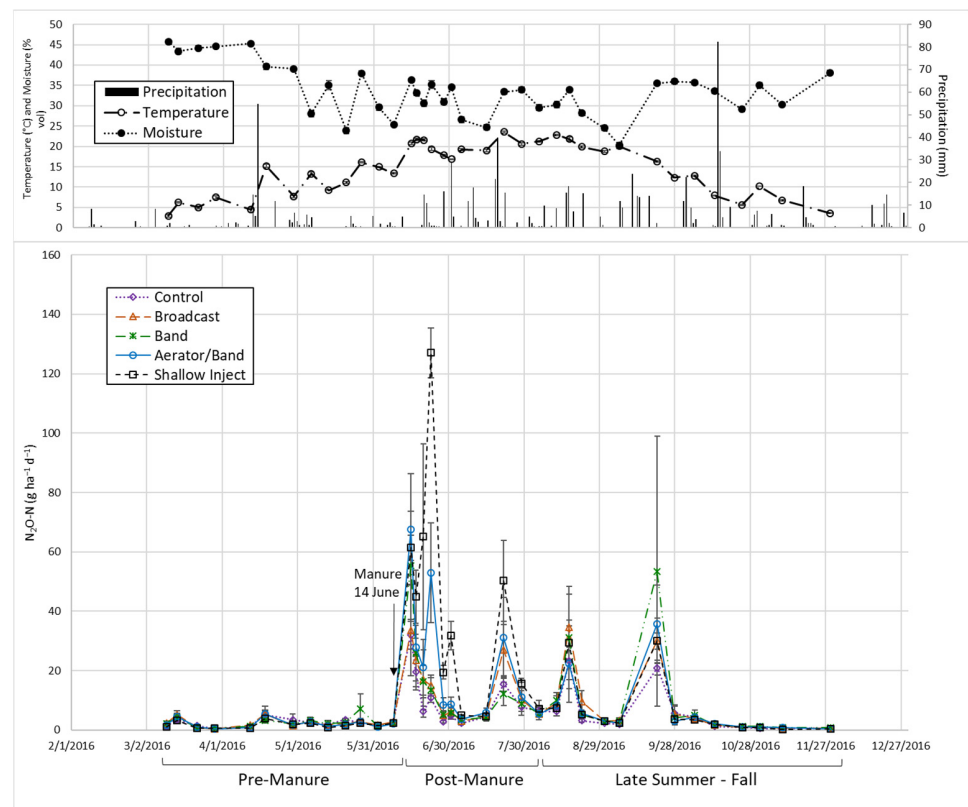 50
45
40
35
30
25
20
15
10
5
0
Temperature (°C) and Moisture (% vol)
90
80
70
60
50
40
30
20
10
0
Precipitation (mm)
Precipitation
Temperature
Moisture
160
140
120
100
80
60
40
20
0
N₂O-N (g ha⁻¹ d⁻¹)
Control
Broadcast
Band
Aerator/Band
Shallow Inject
Manure
14 June
2/1/2016 3/2/2016 4/1/2016 5/1/2016 5/31/2016 6/30/2016 7/30/2016 8/29/2016 9/28/2016 10/28/2016 11/27/2016 12/27/2016
Pre-Manure Post-Manure Late Summer - Fall